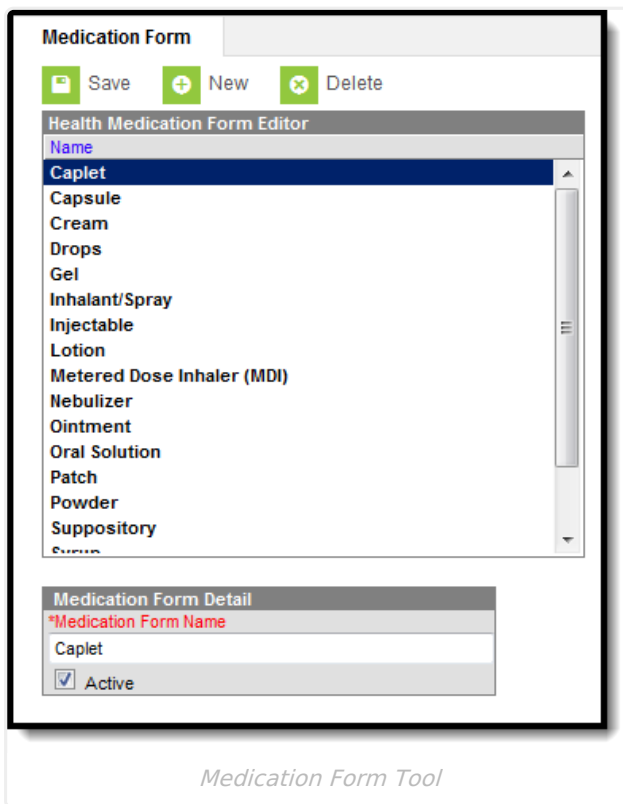 Medication Form
Save New Delete
Health Medication Form Editor
Name
Caplet
Capsule
Cream
Drops
Gel
Inhalant/Spray
Injectable
Lotion
Metered Dose Inhaler (MDI)
Nebulizer
Ointment
Oral Solution
Patch
Powder
Suppository
Syrup
Medication Form Detail
*Medication Form Name
Caplet
Active
Medication Form Tool